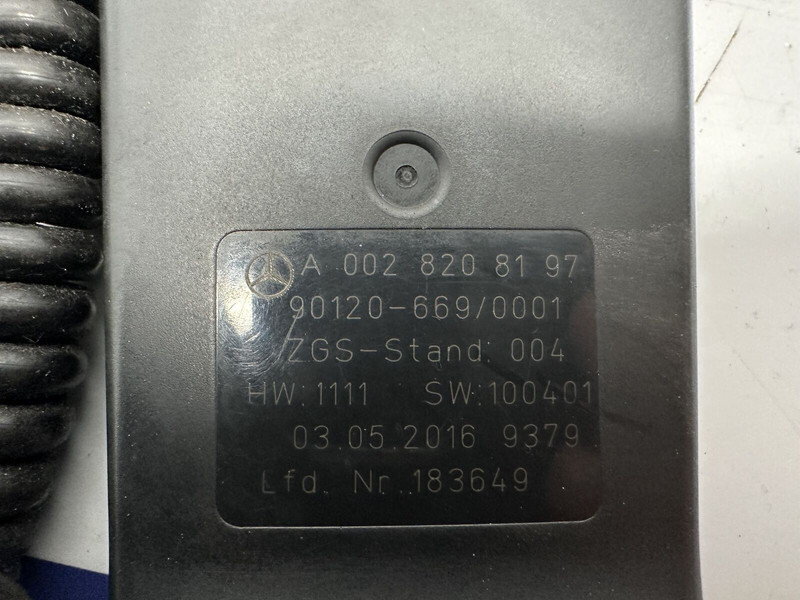 A 002 820 81 97
90120-669/0001
ZGS-Stand: 004
HW:1111 SW:100401
03.05.2016 9379
Lfd. Nr.:183649